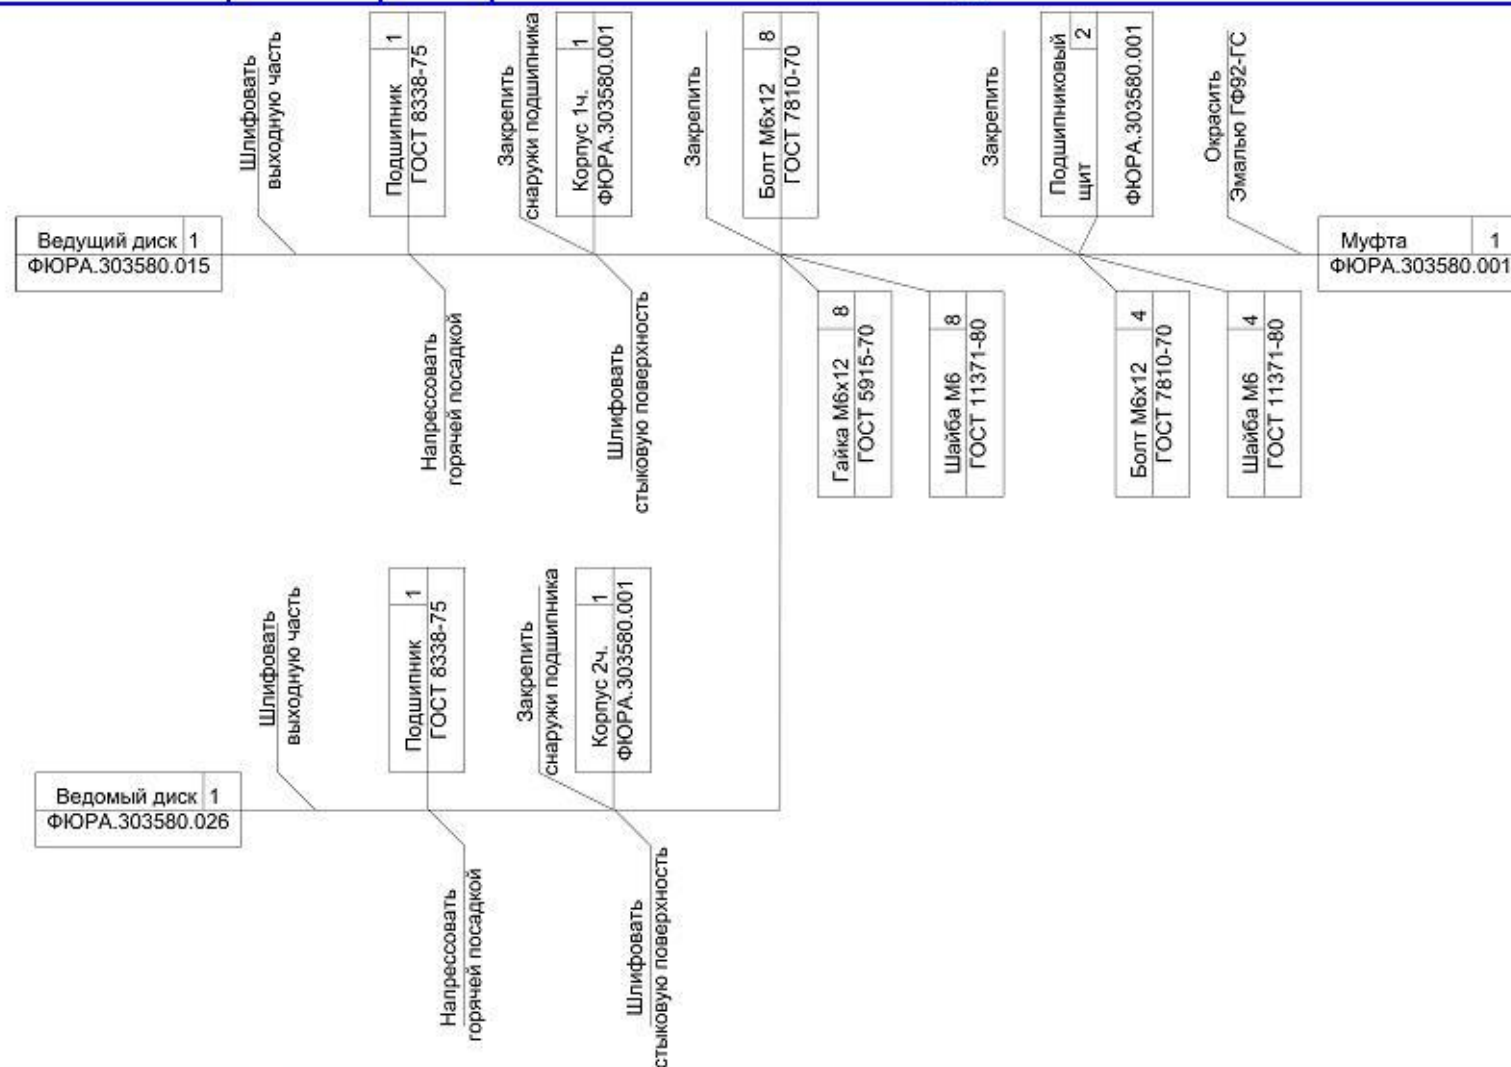 Шлифовать
выходную часть
Подшипник 1
ГОСТ 8338-75
Закрепить
снаружи подшипника
Корпус 1ч. 1
ФЮРА.303580.001
Закрепить
Болт М6х12 8
ГОСТ 7810-70
Закрепить
Подшипниковый 2
щит
ФЮРА.303580.001
Окрасить
Эмалью ГФ92-ГС
Ведущий диск 1
ФЮРА.303580.015
Муфта 1
ФЮРА.303580.001
Напрессовать
горячей посадкой
Шлифовать
стыковую поверхность
Гайка М6х12 8
ГОСТ 5915-70
Шайба М6 8
ГОСТ 11371-80
Болт М6х12 4
ГОСТ 7810-70
Шайба М6 4
ГОСТ 11371-80
Шлифовать
выходную часть
Подшипник 1
ГОСТ 8338-75
Закрепить
снаружи подшипника
Корпус 2ч. 1
ФЮРА.303580.001
Ведомый диск 1
ФЮРА.303580.026
Напрессовать
горячей посадкой
Шлифовать
стыковую поверхность